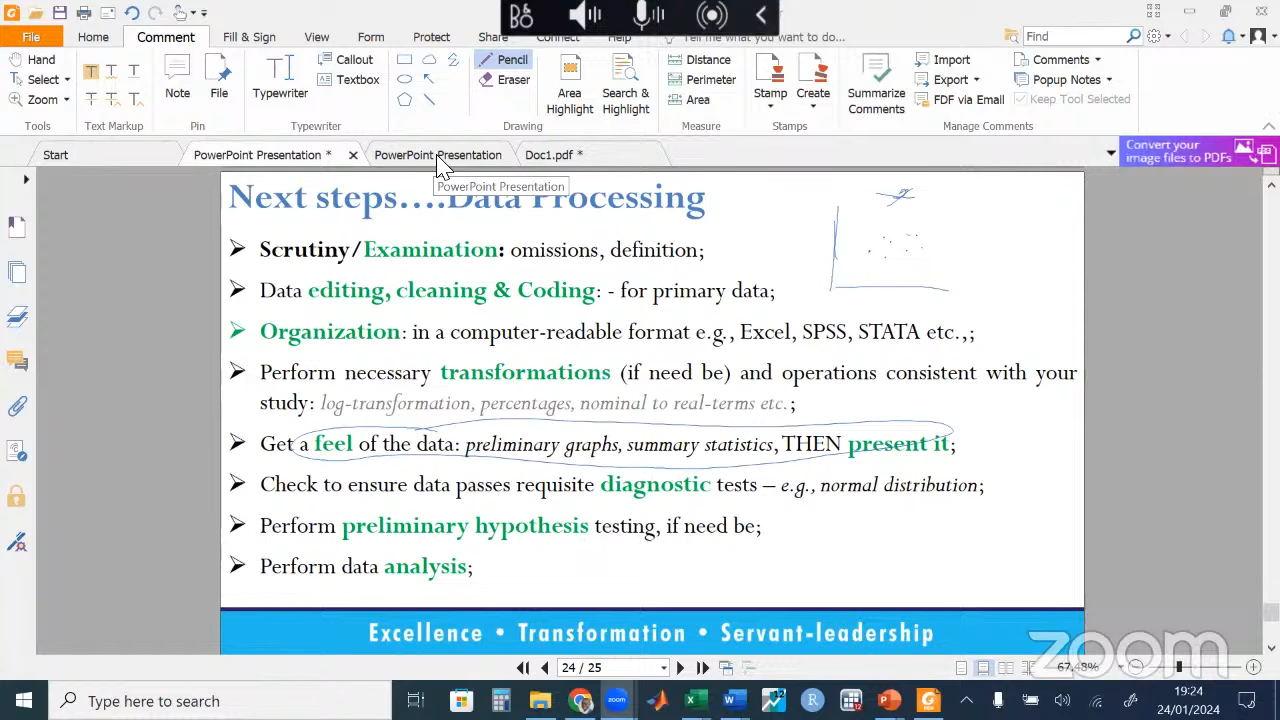 File Home Comment Fill & Sign View Form Protect Share Connect Help Tell me what you want to do... Find
Hand Select Zoom Tools
Text Markup
Note File Pin
Typewriter Callout Textbox Typewriter
Pencil Eraser Area Highlight Search & Highlight Drawing
Distance Perimeter Area Measure
Stamp Create Stamps
Summarize Comments Import Export FDF via Email Comments Popup Notes Keep Tool Selected Manage Comments
Start PowerPoint Presentation * PowerPoint Presentation Doc1.pdf *
Convert your image files to PDFs
PowerPoint Presentation
Next steps….Data Processing
Scrutiny/Examination: omissions, definition;
Data editing, cleaning & Coding: - for primary data;
Organization: in a computer-readable format e.g., Excel, SPSS, STATA etc.,;
Perform necessary transformations (if need be) and operations consistent with your
study: log-transformation, percentages, nominal to real-terms etc.;
Get a feel of the data: preliminary graphs, summary statistics, THEN present it;
Check to ensure data passes requisite diagnostic tests – e.g., normal distribution;
Perform preliminary hypothesis testing, if need be;
Perform data analysis;
Excellence • Transformation • Servant-leadership
zoom
24 / 25 67.48%
Type here to search
19:24
24/01/2024